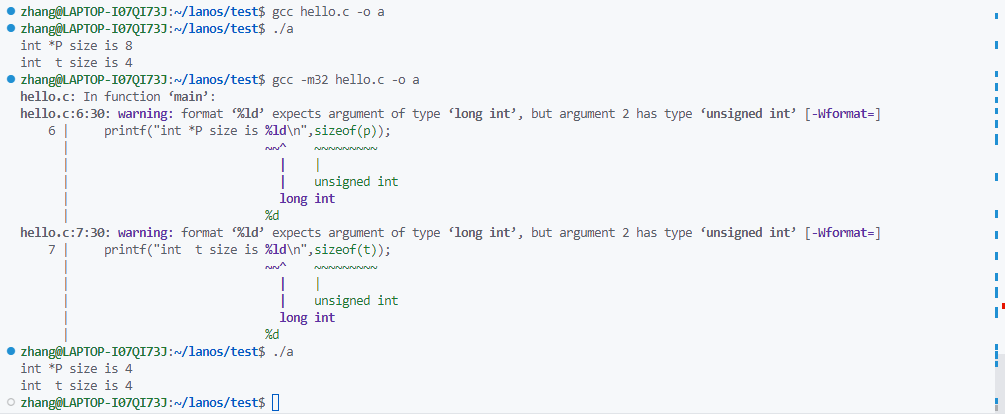 zhang@LAPTOP-I07QI73J:~/lanos/test$ gcc hello.c -o a
zhang@LAPTOP-I07QI73J:~/lanos/test$ ./a
int *P size is 8
int  t size is 4
zhang@LAPTOP-I07QI73J:~/lanos/test$ gcc -m32 hello.c -o a
hello.c: In function ‘main’:
hello.c:6:30: warning: format ‘%ld’ expects argument of type ‘long int’, but argument 2 has type ‘unsigned int’ [-Wformat=]
    6 |     printf("int *P size is %ld\n",sizeof(p));
      |                            ~~^    ~~~~~~~~~
      |                              |    |
      |                              |    unsigned int
      |                              long int
      |                            %d
hello.c:7:30: warning: format ‘%ld’ expects argument of type ‘long int’, but argument 2 has type ‘unsigned int’ [-Wformat=]
    7 |     printf("int  t size is %ld\n",sizeof(t));
      |                            ~~^    ~~~~~~~~~
      |                              |    |
      |                              |    unsigned int
      |                              long int
      |                            %d
zhang@LAPTOP-I07QI73J:~/lanos/test$ ./a
int *P size is 4
int  t size is 4
zhang@LAPTOP-I07QI73J:~/lanos/test$